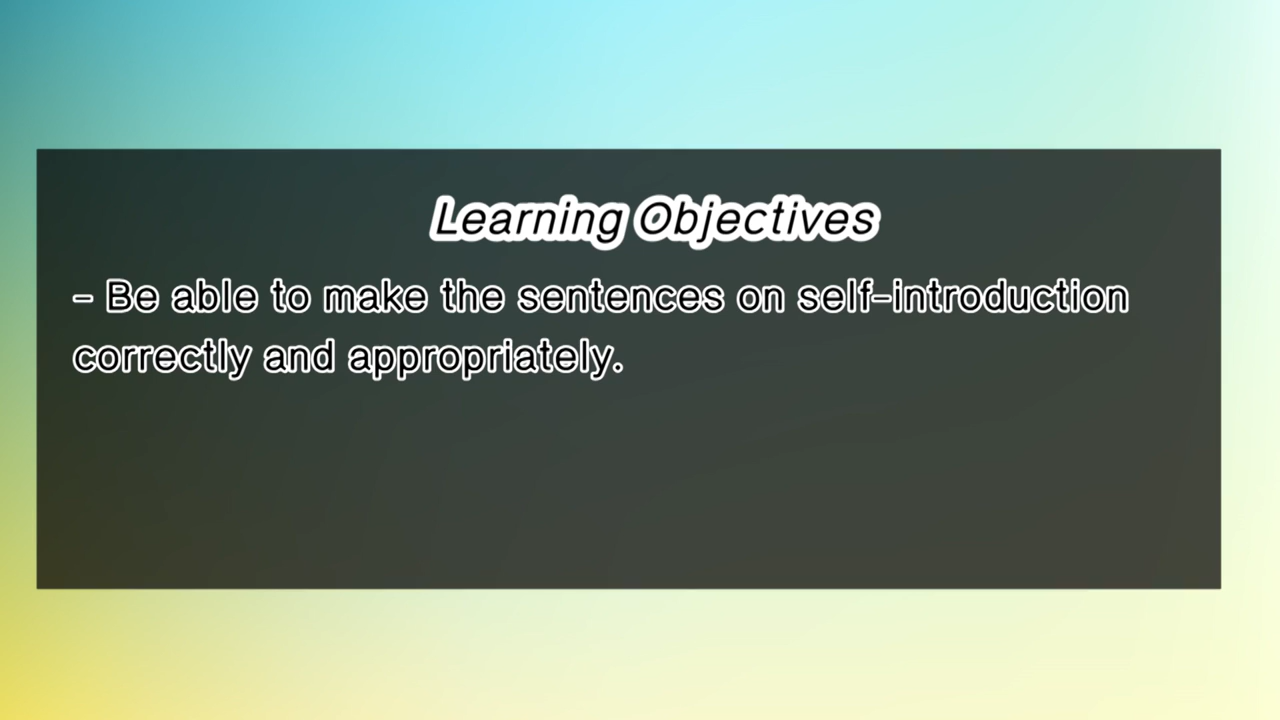 Learning Objectives
- Be able to make the sentences on self-introduction
correctly and appropriately.